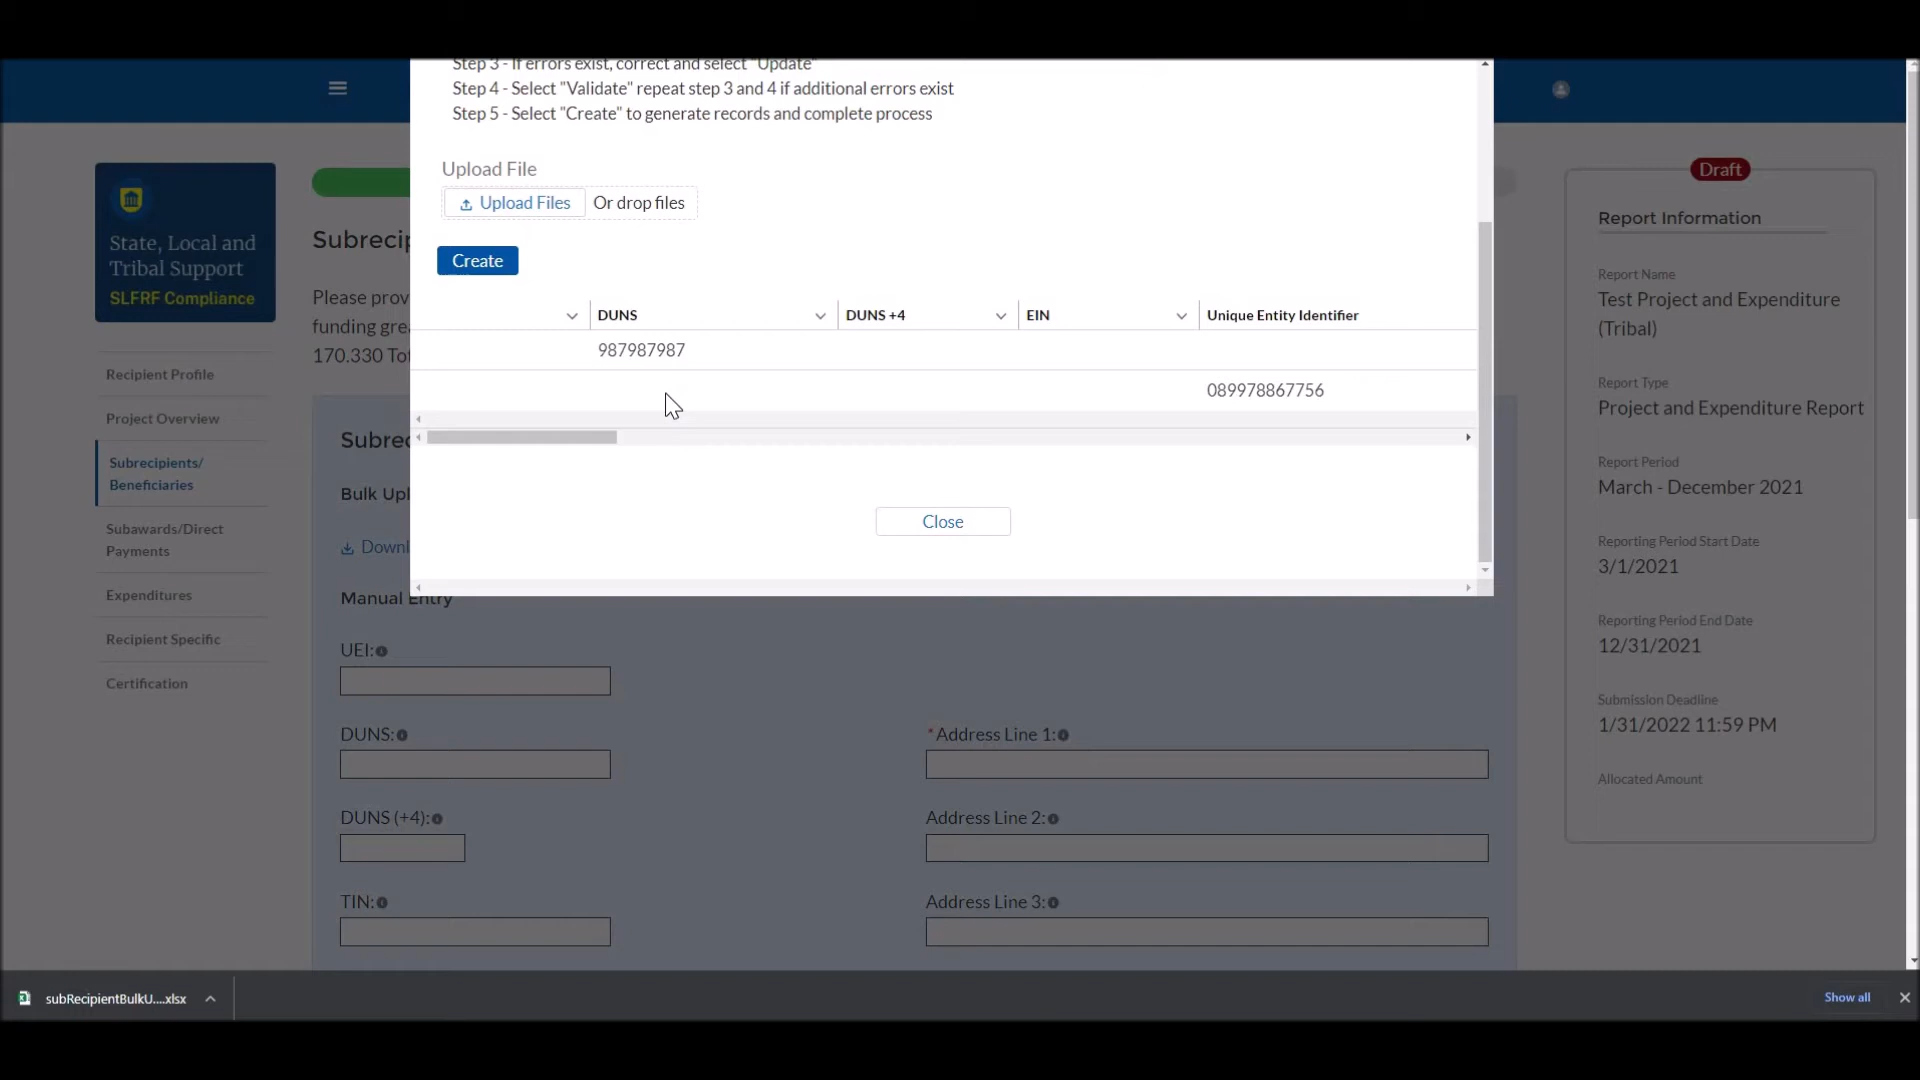 Step 3 - If errors exist, correct and select "Update"
Step 4 - Select "Validate" repeat step 3 and 4 if additional errors exist
Step 5 - Select "Create" to generate records and complete process
Upload File
Upload Files
Or drop files
Create
DUNS
DUNS +4
EIN
Unique Entity Identifier
987987987
089978867756
Close
State, Local and
Tribal Support
SLFRF Compliance
Recipient Profile
Project Overview
Subrecipients/
Beneficiaries
Subawards/Direct
Payments
Expenditures
Recipient Specific
Certification
Subrecip
Please prov
funding grea
170.330 To
Subre
Bulk Upl
Downl
Manual Entry
UEI:
DUNS:
DUNS (+4):
TIN:
*Address Line 1:
Address Line 2:
Address Line 3:
Draft
Report Information
Report Name
Test Project and Expenditure
(Tribal)
Report Type
Project and Expenditure Report
Report Period
March - December 2021
Reporting Period Start Date
3/1/2021
Reporting Period End Date
12/31/2021
Submission Deadline
1/31/2022 11:59 PM
Allocated Amount
subRecipientBulkU....xlsx
Show all